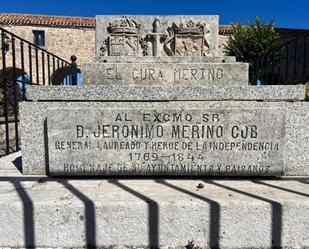 EL CURA MERINO
AL EXCMO SR
D. JERONIMO MERINO COB
GENERAL LAUREADO Y HEROE DE LA INDEPENDENCIA
1769-1844
HOMENAJE DE SU AYUNTAMIENTO Y PAISANOS